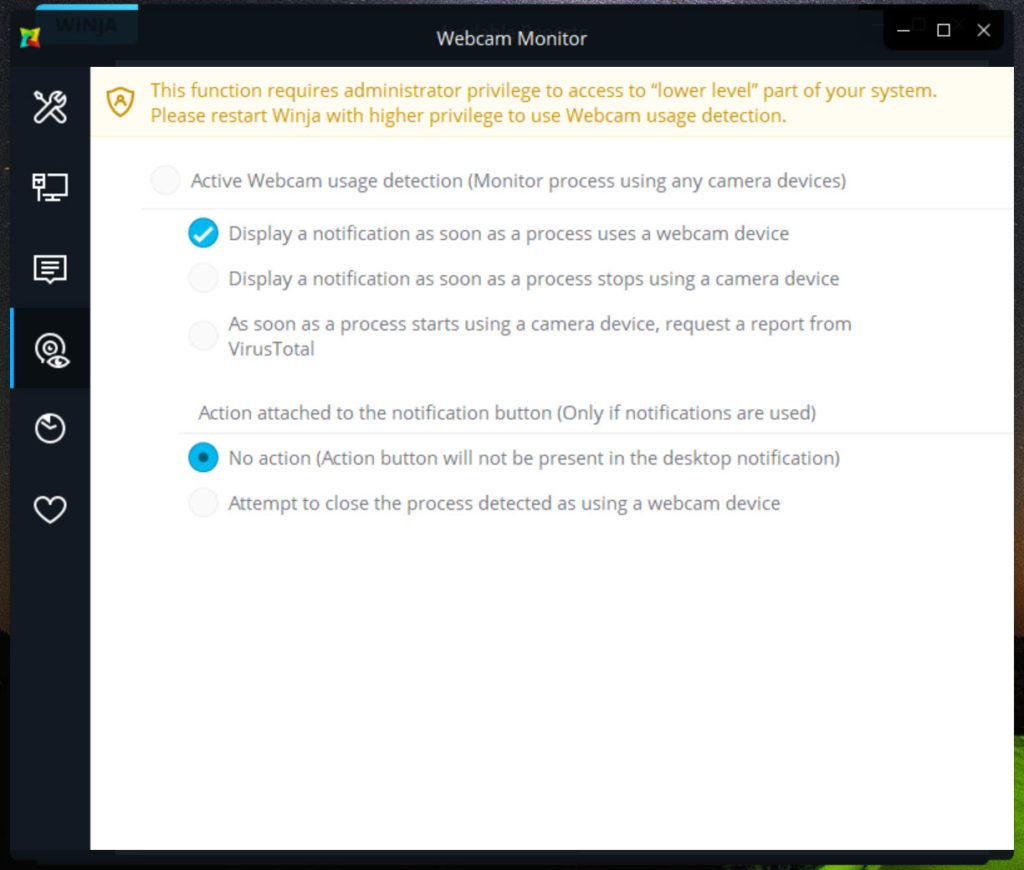 WINJA
Webcam Monitor
This function requires administrator privilege to access to “lower level” part of your system.
Please restart Winja with higher privilege to use Webcam usage detection.
Active Webcam usage detection (Monitor process using any camera devices)
Display a notification as soon as a process uses a webcam device
Display a notification as soon as a process stops using a camera device
As soon as a process starts using a camera device, request a report from
VirusTotal
Action attached to the notification button (Only if notifications are used)
No action (Action button will not be present in the desktop notification)
Attempt to close the process detected as using a webcam device